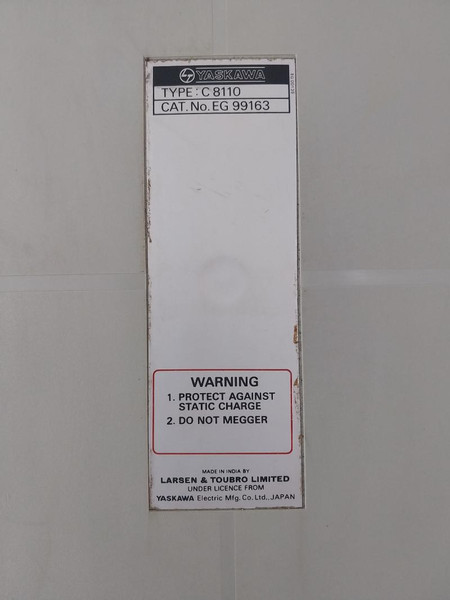 YASKAWA
TYPE: C 8110
CAT. No. EG 99163
WARNING
1. PROTECT AGAINST
STATIC CHARGE
2. DO NOT MEGGER
MADE IN INDIA BY
LARSEN & TOUBRO LIMITED
UNDER LICENCE FROM
YASKAWA Electric Mfg. Co. Ltd., JAPAN